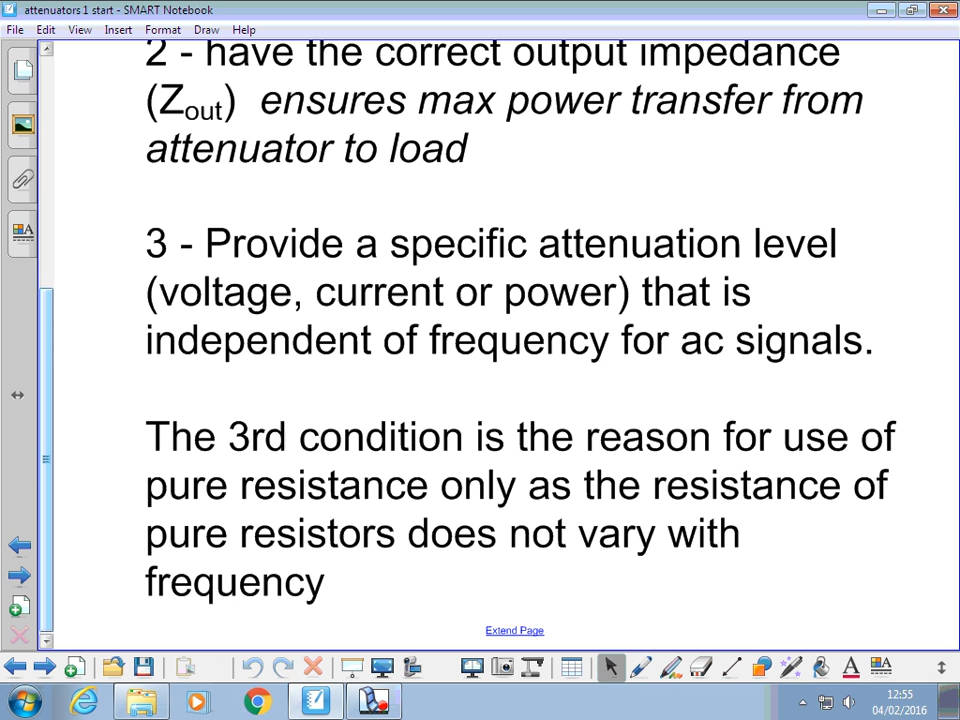 attenuators 1 start - SMART Notebook
File Edit View Insert Format Draw Help
2 - have the correct output impedance
(Zout) ensures max power transfer from
attenuator to load
3 - Provide a specific attenuation level
(voltage, current or power) that is
independent of frequency for ac signals.
The 3rd condition is the reason for use of
pure resistance only as the resistance of
pure resistors does not vary with
frequency
Extend Page
12:55
04/02/2016